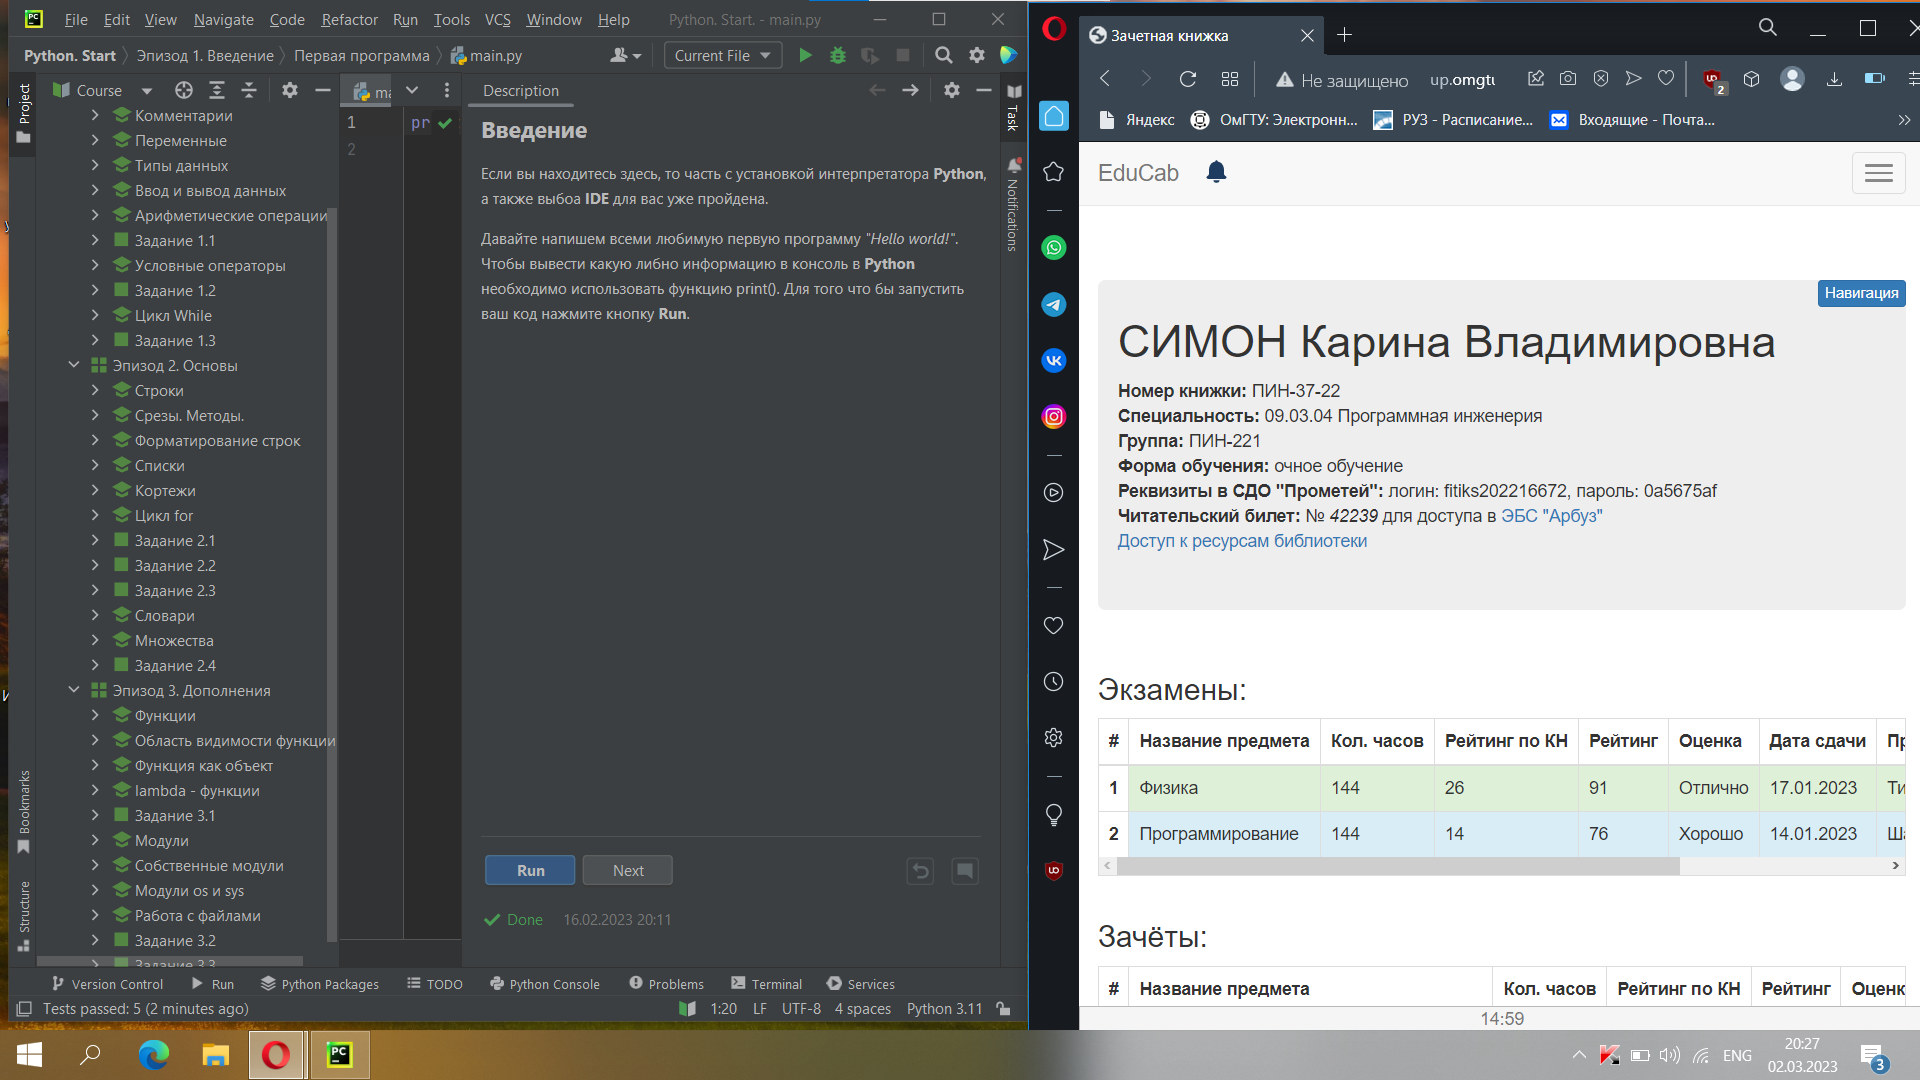 File Edit View Navigate Code Refactor Run Tools VCS Window Help Python. Start. - main.py
Python. Start Эпизод 1. Введение Первая программа main.py Current File
Project
Course
Комментарии
Переменные
Типы данных
Ввод и вывод данных
Арифметические операции
Задание 1.1
Условные операторы
Задание 1.2
Цикл While
Задание 1.3
Эпизод 2. Основы
Строки
Срезы. Методы.
Форматирование строк
Списки
Кортежи
Цикл for
Задание 2.1
Задание 2.2
Задание 2.3
Словари
Множества
Задание 2.4
Эпизод 3. Дополнения
Функции
Область видимости функции
Функция как объект
lambda - функции
Задание 3.1
Модули
Собственные модули
Модули os и sys
Работа с файлами
Задание 3.2
Задание 3.3
Bookmarks
Structure
1 pr
2
Description
Введение
Если вы находитесь здесь, то часть с установкой интерпретатора Python,
а также выбоа IDE для вас уже пройдена.
Давайте напишем всеми любимую первую программу "Hello world!".
Чтобы вывести какую либно информацию в консоль в Python
необходимо использовать функцию print(). Для того что бы запустить
ваш код нажмите кнопку Run.
Run Next
Done 16.02.2023 20:11
Task
Notifications
Version Control Run Python Packages TODO Python Console Problems Terminal Services
Tests passed: 5 (2 minutes ago) 1:20 LF UTF-8 4 spaces Python 3.11
Зачетная книжка
Не защищено up.omgtu 2
Яндекс ОмГТУ: Электронн... РУЗ - Расписание... Входящие - Почта...
EduCab
Навигация
СИМОН Карина Владимировна
Номер книжки: ПИН-37-22
Специальность: 09.03.04 Программная инженерия
Группа: ПИН-221
Форма обучения: очное обучение
Реквизиты в СДО "Прометей": логин: fitiks202216672, пароль: 0a5675af
Читательский билет: № 42239 для доступа в ЭБС "Арбуз"
Доступ к ресурсам библиотеки
Экзамены:
# Название предмета Кол. часов Рейтинг по КН Рейтинг Оценка Дата сдачи Пр
1 Физика 144 26 91 Отлично 17.01.2023 Ти
2 Программирование 144 14 76 Хорошо 14.01.2023 Ша
Зачёты:
# Название предмета Кол. часов Рейтинг по КН Рейтинг Оценк
14:59
ENG 20:27
02.03.2023 3